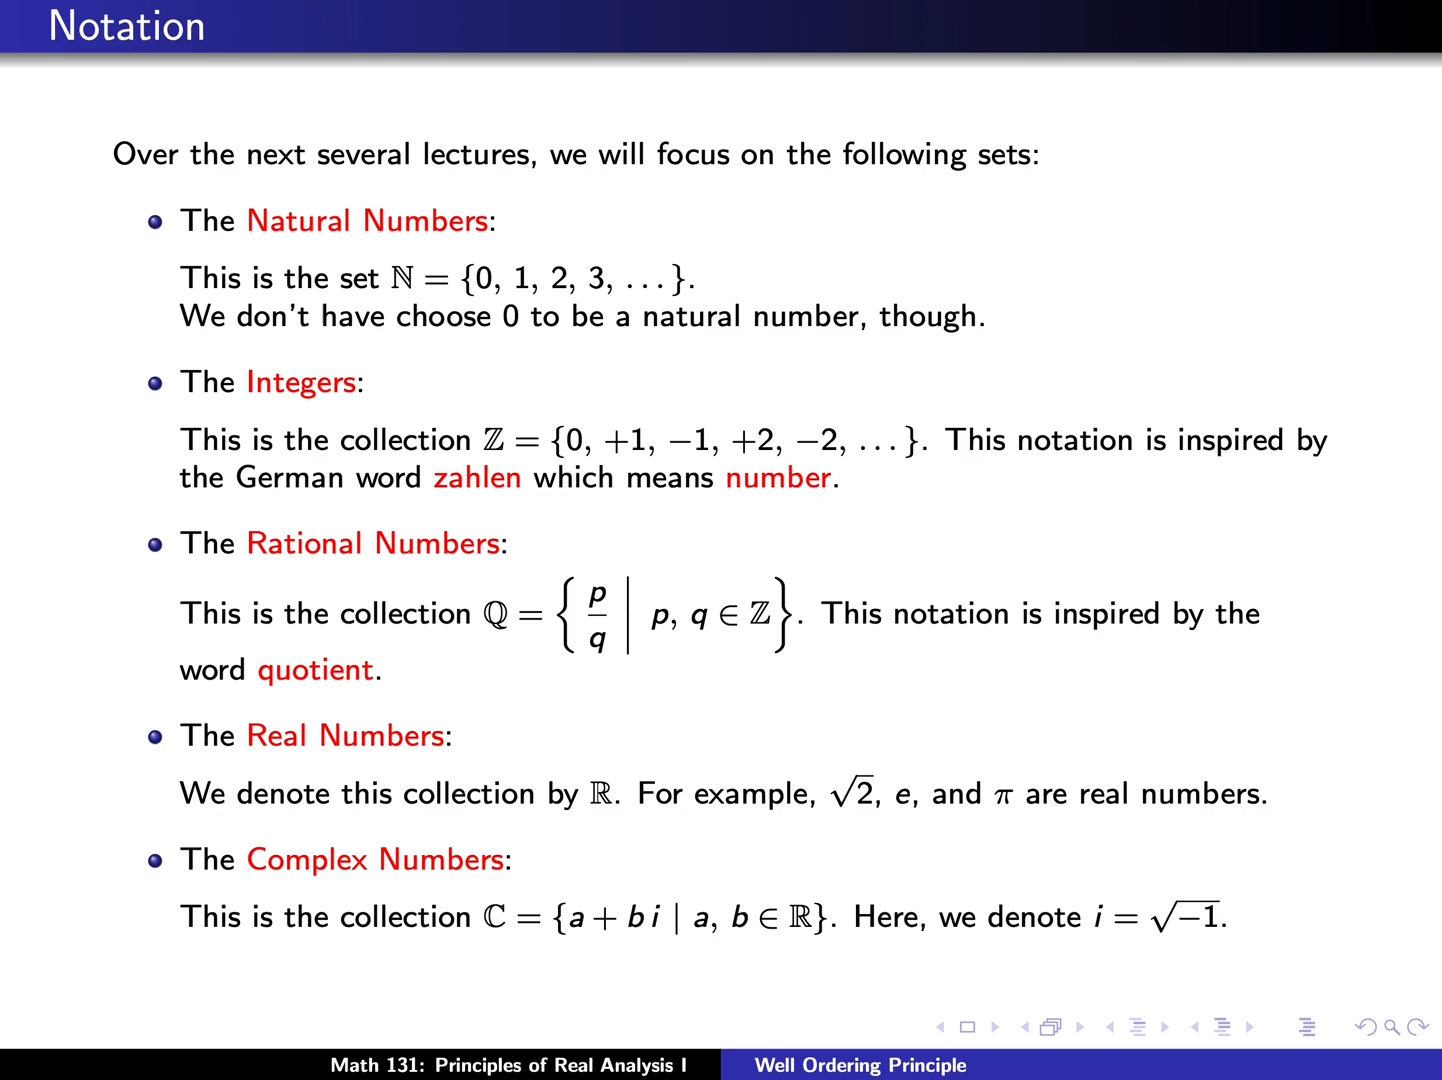 Notation
Over the next several lectures, we will focus on the following sets:
The Natural Numbers:
This is the set ℕ = {0, 1, 2, 3, . . . }.
We don't have choose 0 to be a natural number, though.
The Integers:
This is the collection ℤ = {0, +1, −1, +2, −2, . . . }. This notation is inspired by
the German word zahlen which means number.
The Rational Numbers:
This is the collection ℚ = { p/q | p, q ∈ ℤ }. This notation is inspired by the
word quotient.
The Real Numbers:
We denote this collection by ℝ. For example, √2, e, and π are real numbers.
The Complex Numbers:
This is the collection ℂ = {a + b i | a, b ∈ ℝ}. Here, we denote i = √−1.
Math 131: Principles of Real Analysis I
Well Ordering Principle